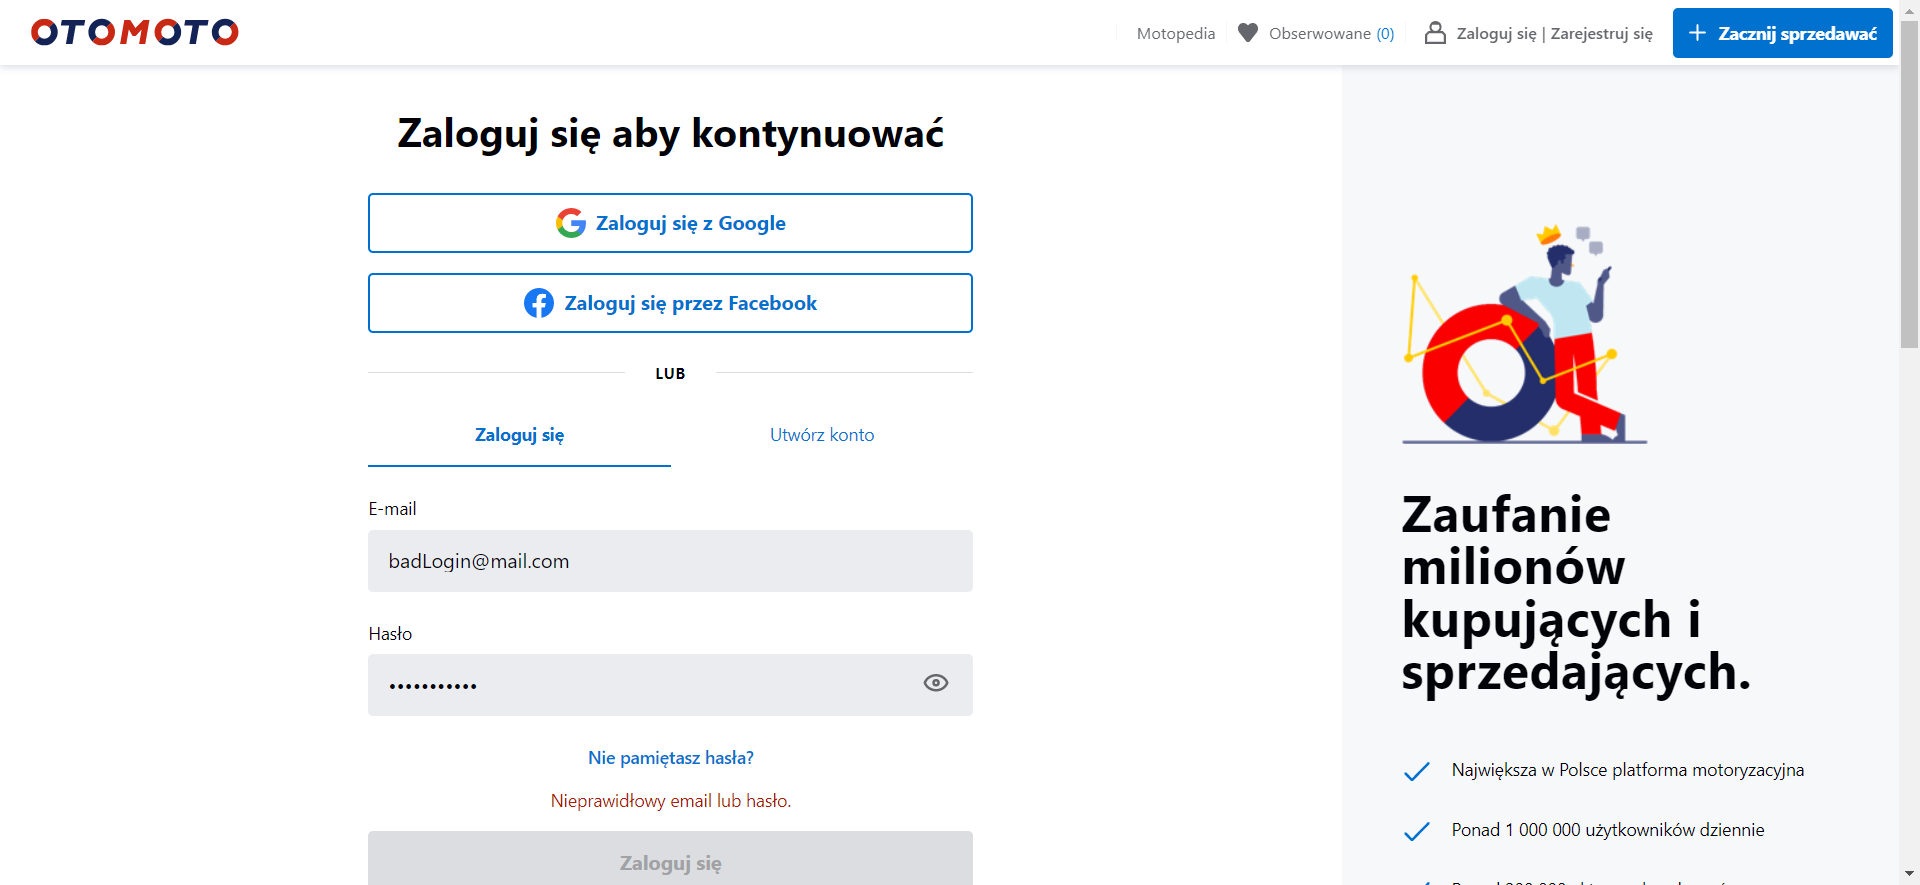 OTOMOTO
Motopedia
Obserwowane (0)
Zaloguj się | Zarejestruj się
Zacznij sprzedawać
Zaloguj się aby kontynuować
Zaloguj się z Google
Zaloguj się przez Facebook
LUB
Zaloguj się
Utwórz konto
E-mail
badLogin@mail.com
Hasło
•••••••••••
Nie pamiętasz hasła?
Nieprawidłowy email lub hasło.
Zaloguj się
Zaufanie
milionów
kupujących i
sprzedających.
Największa w Polsce platforma motoryzacyjna
Ponad 1 000 000 użytkowników dziennie